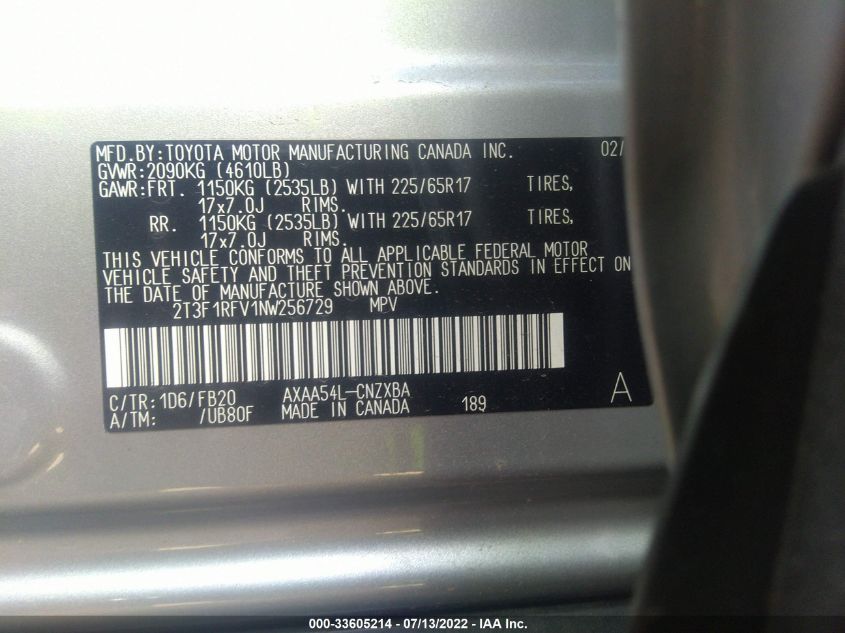 MFD.BY:TOYOTA MOTOR MANUFACTURING CANADA INC. 02/
GVWR:2090KG (4610LB)
GAWR:FRT. 1150KG (2535LB) WITH 225/65R17 TIRES,
17x7.0J RIMS.
RR. 1150KG (2535LB) WITH 225/65R17 TIRES,
17x7.0J RIMS.
THIS VEHICLE CONFORMS TO ALL APPLICABLE FEDERAL MOTOR
VEHICLE SAFETY AND THEFT PREVENTION STANDARDS IN EFFECT ON
THE DATE OF MANUFACTURE SHOWN ABOVE.
2T3F1RFV1NW256729 MPV
C/TR:1D6/FB20 AXAA54L-CNZXBA
A/TM: /UB80F MADE IN CANADA 189 A
000-33605214 - 07/13/2022 - IAA Inc.